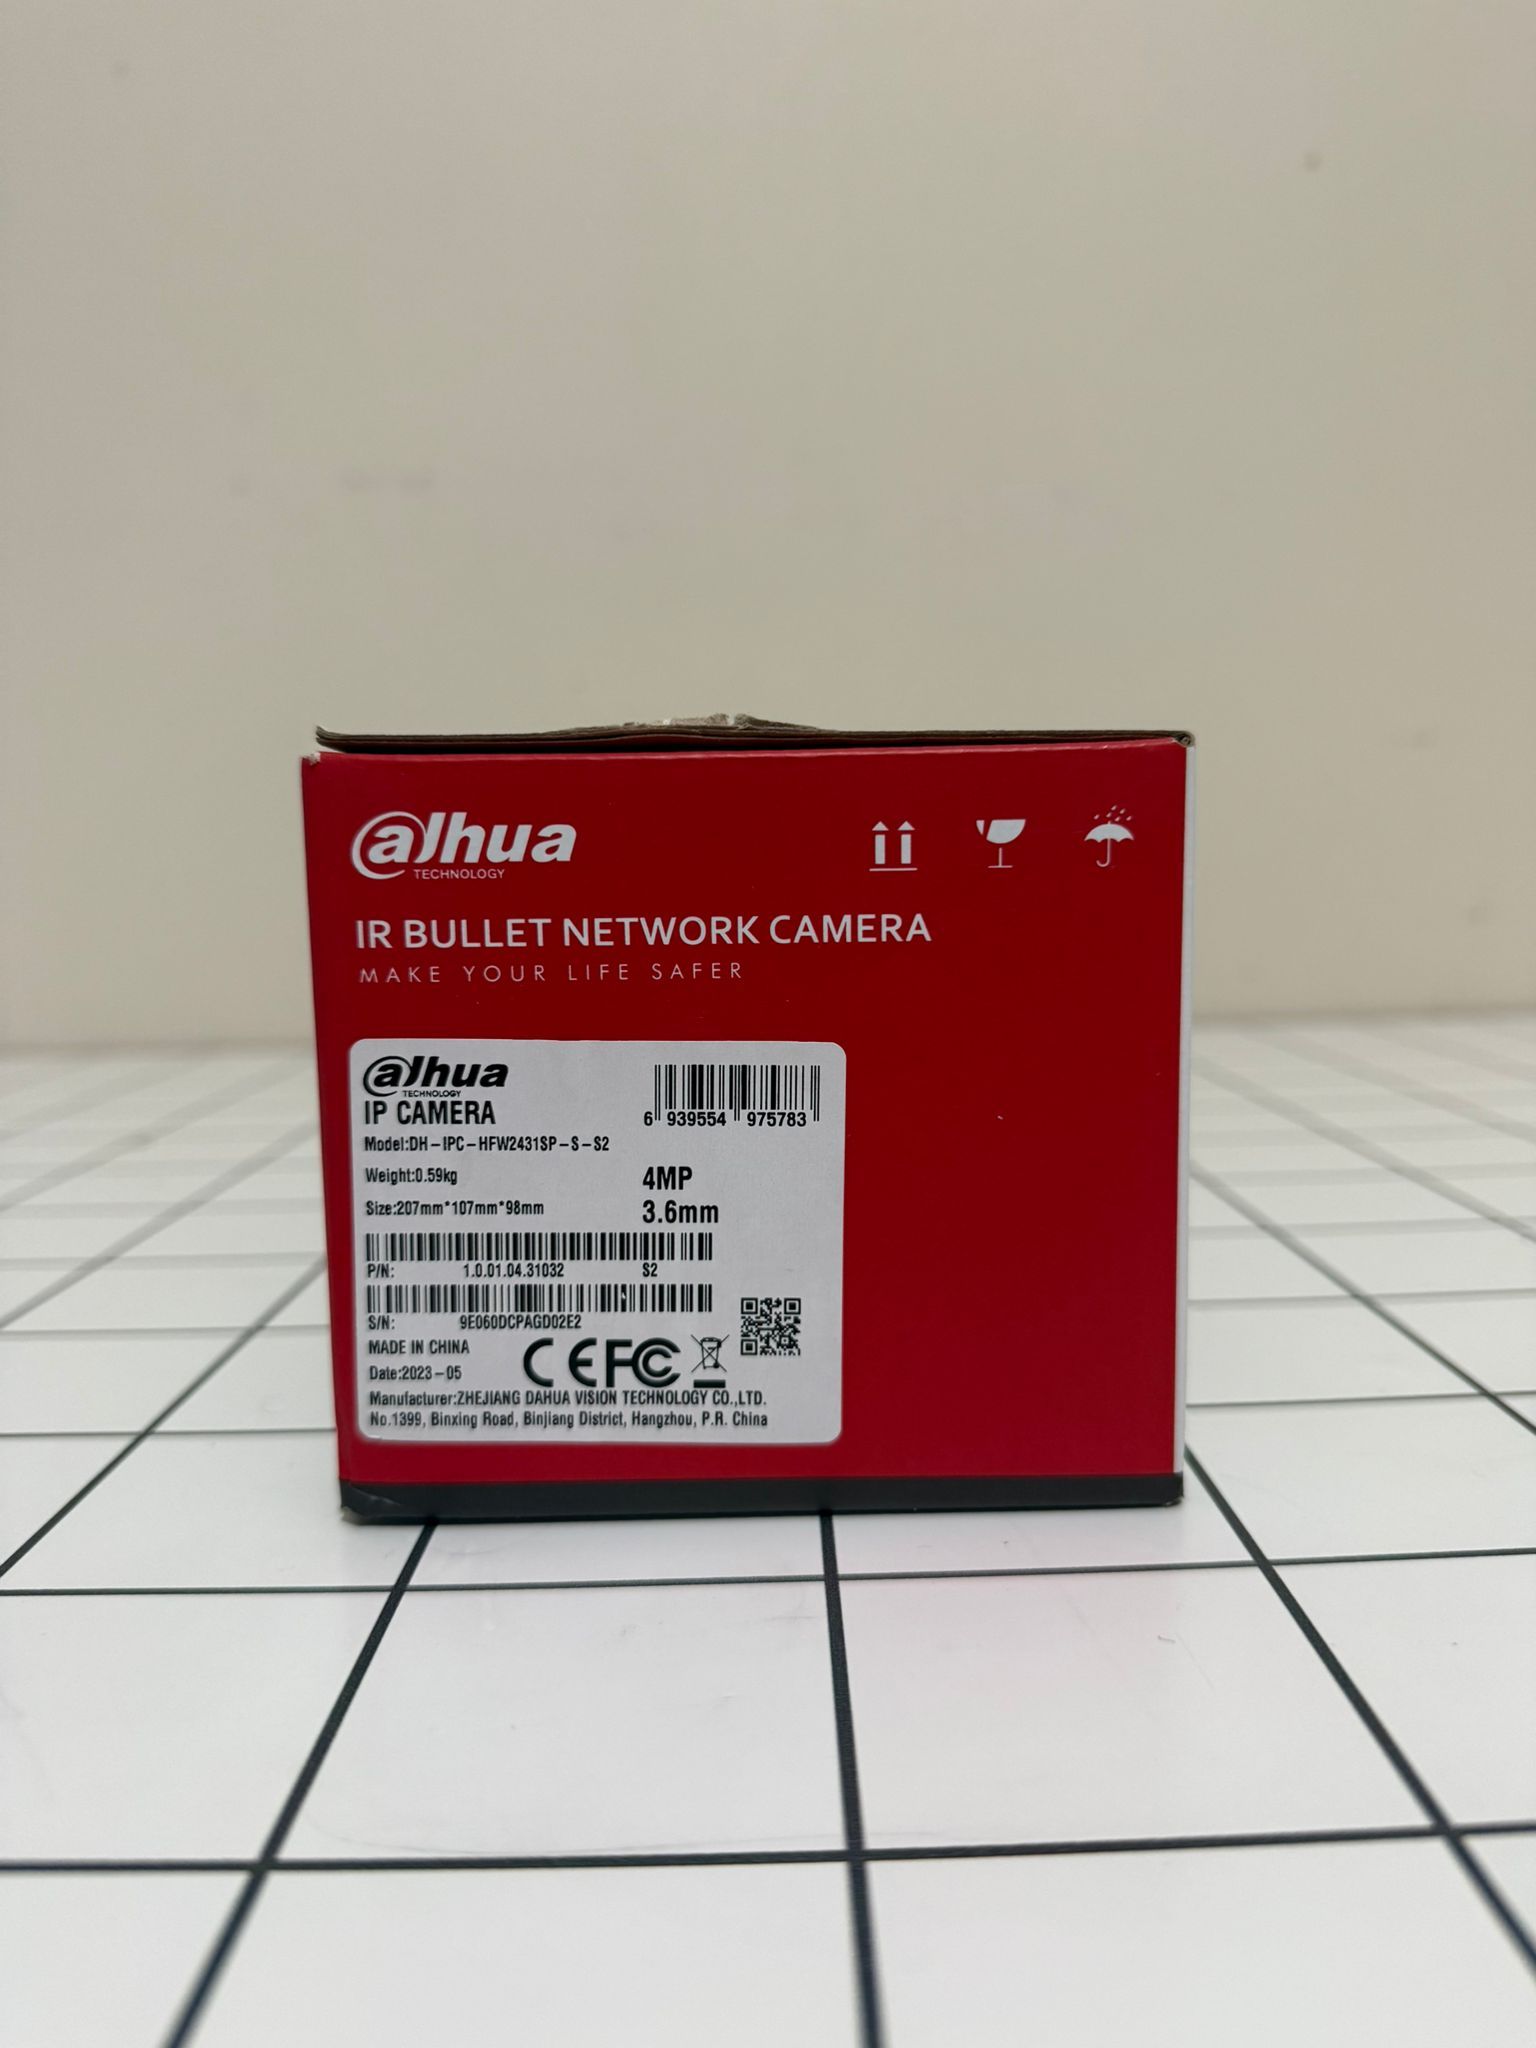 alhua
TECHNOLOGY
IR BULLET NETWORK CAMERA
MAKE YOUR LIFE SAFER
alhua
TECHNOLOGY
IP CAMERA
6 939554 975783
Model:DH-IPC-HFW2431SP-S-S2
Weight:0.59kg
4MP
Size:207mm*107mm*98mm
3.6mm
P/N: 1.0.01.04.31032 S2
S/N: 9E060DCPAGD02E2
MADE IN CHINA
Date:2023-05
CE FC
Manufacturer:ZHEJIANG DAHUA VISION TECHNOLOGY CO.,LTD.
No.1399, Binxing Road, Binjiang District, Hangzhou, P.R. China